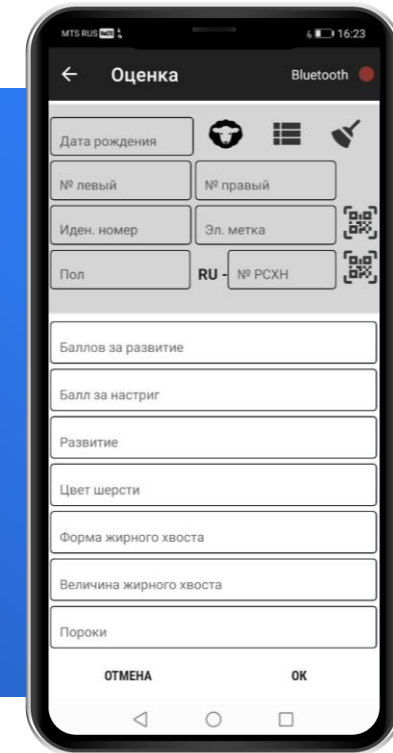 MTS RUS 16:23
Оценка Bluetooth
Дата рождения
№ левый № правый
Иден. номер Эл. метка
Пол RU - № РСХН
Баллов за развитие
Балл за настриг
Развитие
Цвет шерсти
Форма жирного хвоста
Величина жирного хвоста
Пороки
ОТМЕНА ОК